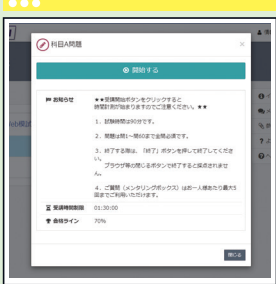 科目A問題
×
開始する
お知らせ
★★受講開始ボタンをクリックすると
時間計測が始まりますのでご注意ください。★★
1．試験時間は90分です。
2．問題は問1～問60まで全問必須です。
3．終了する際は、「終了」ボタンを押して終了してくださ
い。
ブラウザ等の閉じるボタンで終了すると採点されませ
ん。
4．ご質問（メンタリングボックス）はお一人様あたり最大5
回までご利用いただけます。
受講時間制限
01:30:00
合格ライン
70%
閉じる